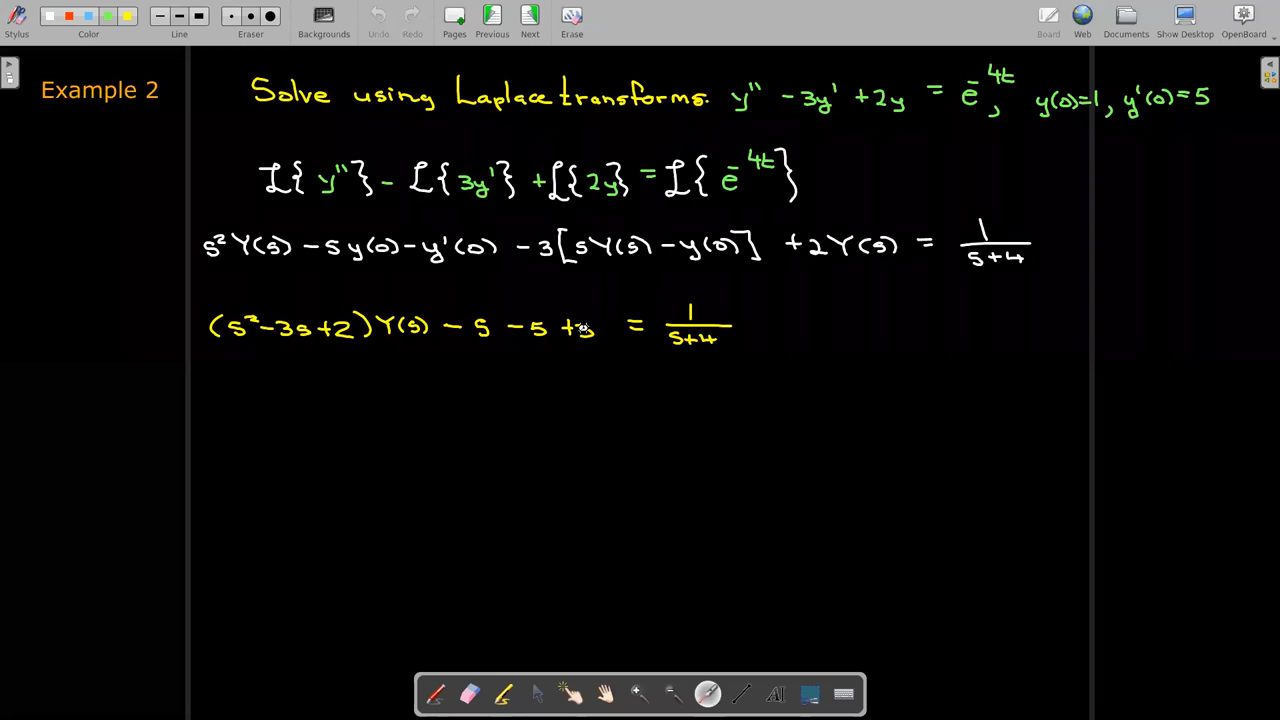 Stylus Color Line Eraser Backgrounds Undo Redo Pages Previous Next Erase Board Web Documents Show Desktop OpenBoard
Example 2
Solve using Laplace transforms. y'' - 3y' + 2y = e^-4t, y(0)=1, y'(0)=5
ℒ{y''} - ℒ{3y'} + ℒ{2y} = ℒ{e^-4t}
s²Y(s) - sy(0) - y'(0) - 3[sY(s) - y(0)] + 2Y(s) = 1/(s+4)
(s²-3s+2)Y(s) - s - 5 + 3 = 1/(s+4)
AI